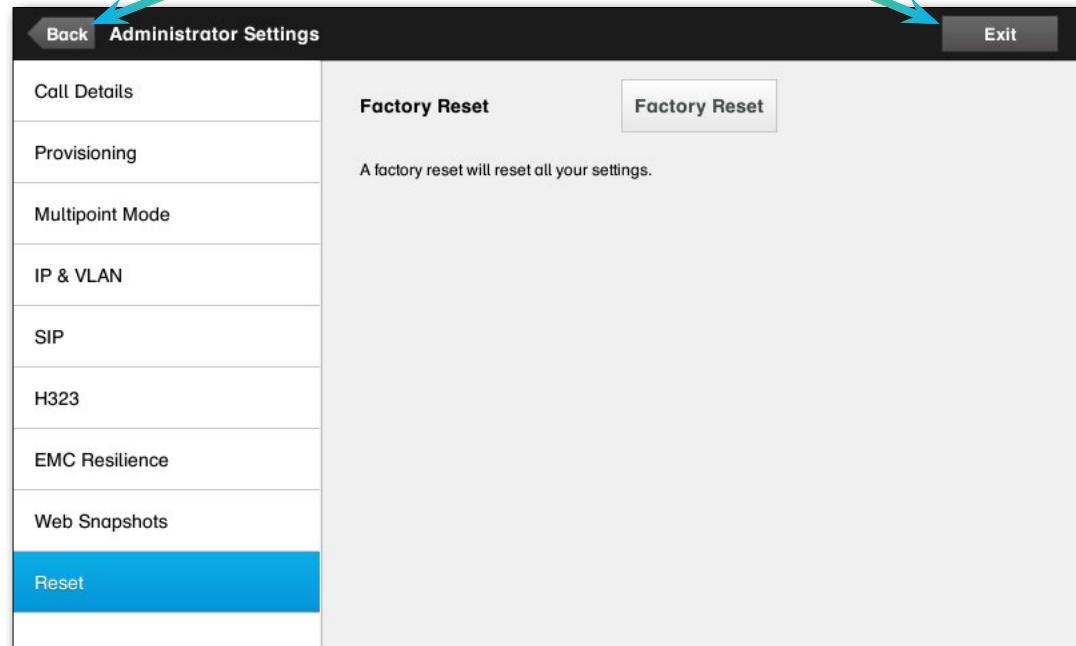 Back Administrator Settings Exit
Call Details
Factory Reset Factory Reset
Provisioning
A factory reset will reset all your settings.
Multipoint Mode
IP & VLAN
SIP
H323
EMC Resilience
Web Snapshots
Reset